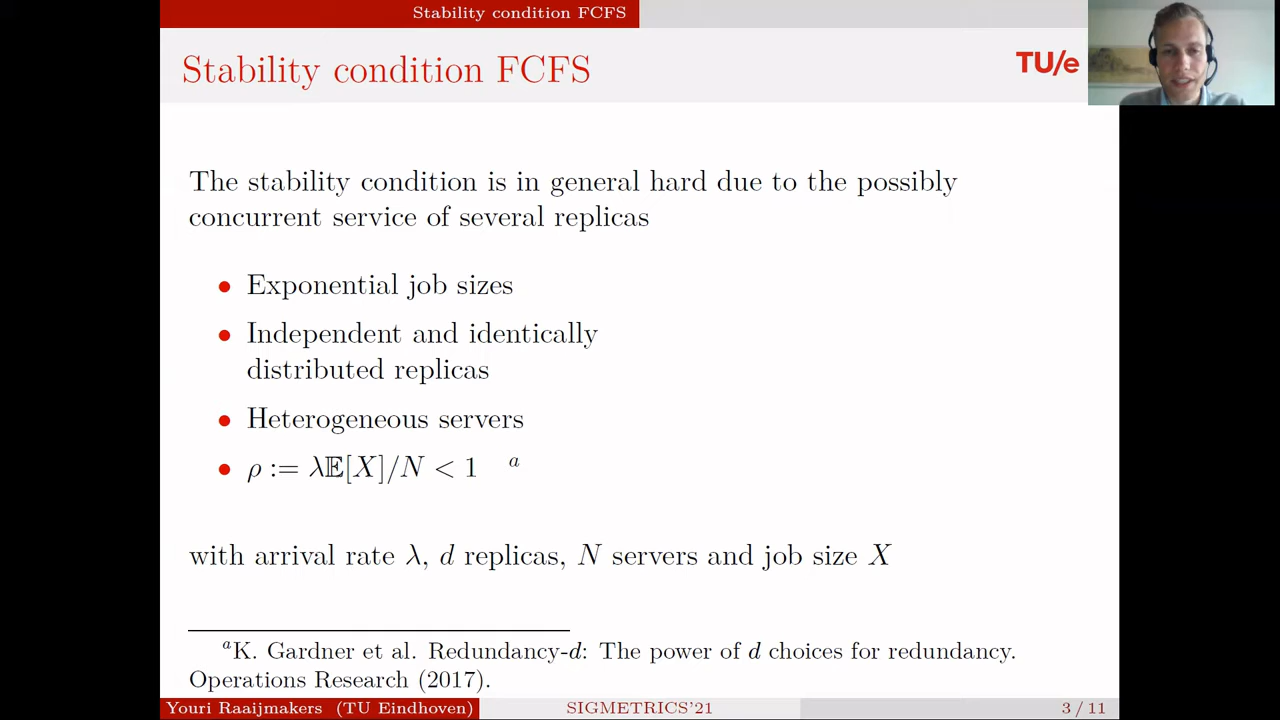 Stability condition FCFS
Stability condition FCFS
TU/e
The stability condition is in general hard due to the possibly
concurrent service of several replicas
• Exponential job sizes
• Independent and identically
distributed replicas
• Heterogeneous servers
• ρ := λ𝔼[X]/N < 1 a
with arrival rate λ, d replicas, N servers and job size X
aK. Gardner et al. Redundancy-d: The power of d choices for redundancy.
Operations Research (2017).
Youri Raaijmakers (TU Eindhoven) SIGMETRICS'21 3 / 11